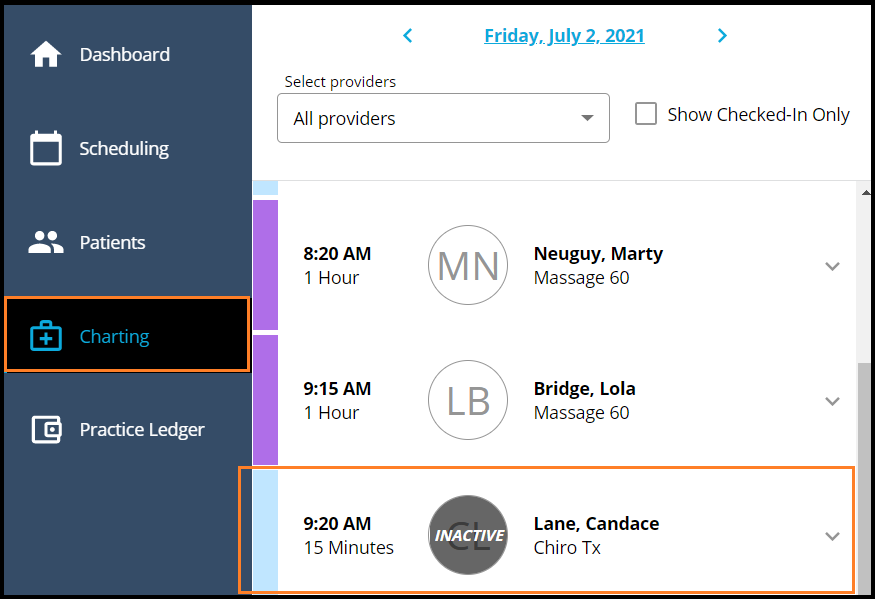 Dashboard
Scheduling
Patients
Charting
Practice Ledger
Friday, July 2, 2021
Select providers
All providers
Show Checked-In Only
8:20 AM
1 Hour
MN
Neuguy, Marty
Massage 60
9:15 AM
1 Hour
LB
Bridge, Lola
Massage 60
9:20 AM
15 Minutes
CL
INACTIVE
Lane, Candace
Chiro Tx